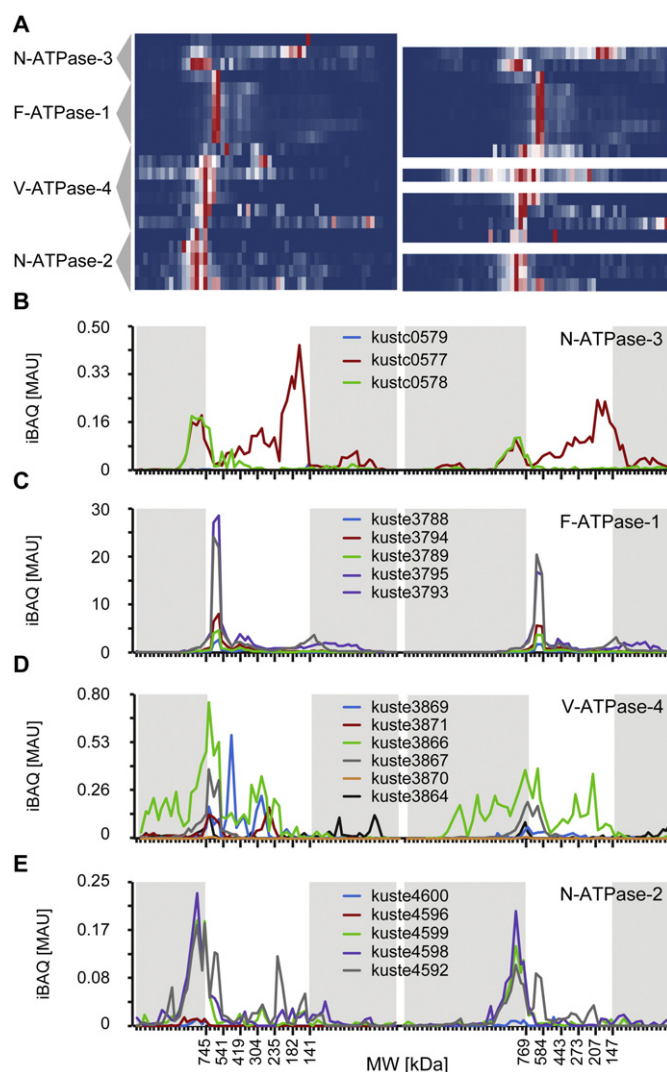 A
N-ATPase-3
F-ATPase-1
V-ATPase-4
N-ATPase-2
B
iBAQ [MAU]
0.50
0.33
0.16
0
kustc0579
kustc0577
kustc0578
N-ATPase-3
C
iBAQ [MAU]
30
20
10
0
kuste3788
kuste3794
kuste3789
kuste3795
kuste3793
F-ATPase-1
D
iBAQ [MAU]
0.80
0.53
0.26
0
kuste3869
kuste3871
kuste3866
kuste3867
kuste3870
kuste3864
V-ATPase-4
E
iBAQ [MAU]
0.25
0.17
0.08
0
kuste4600
kuste4596
kuste4599
kuste4598
kuste4592
N-ATPase-2
745 541 419 304 235 182 141
MW [kDa]
769 584 443 273 207 147